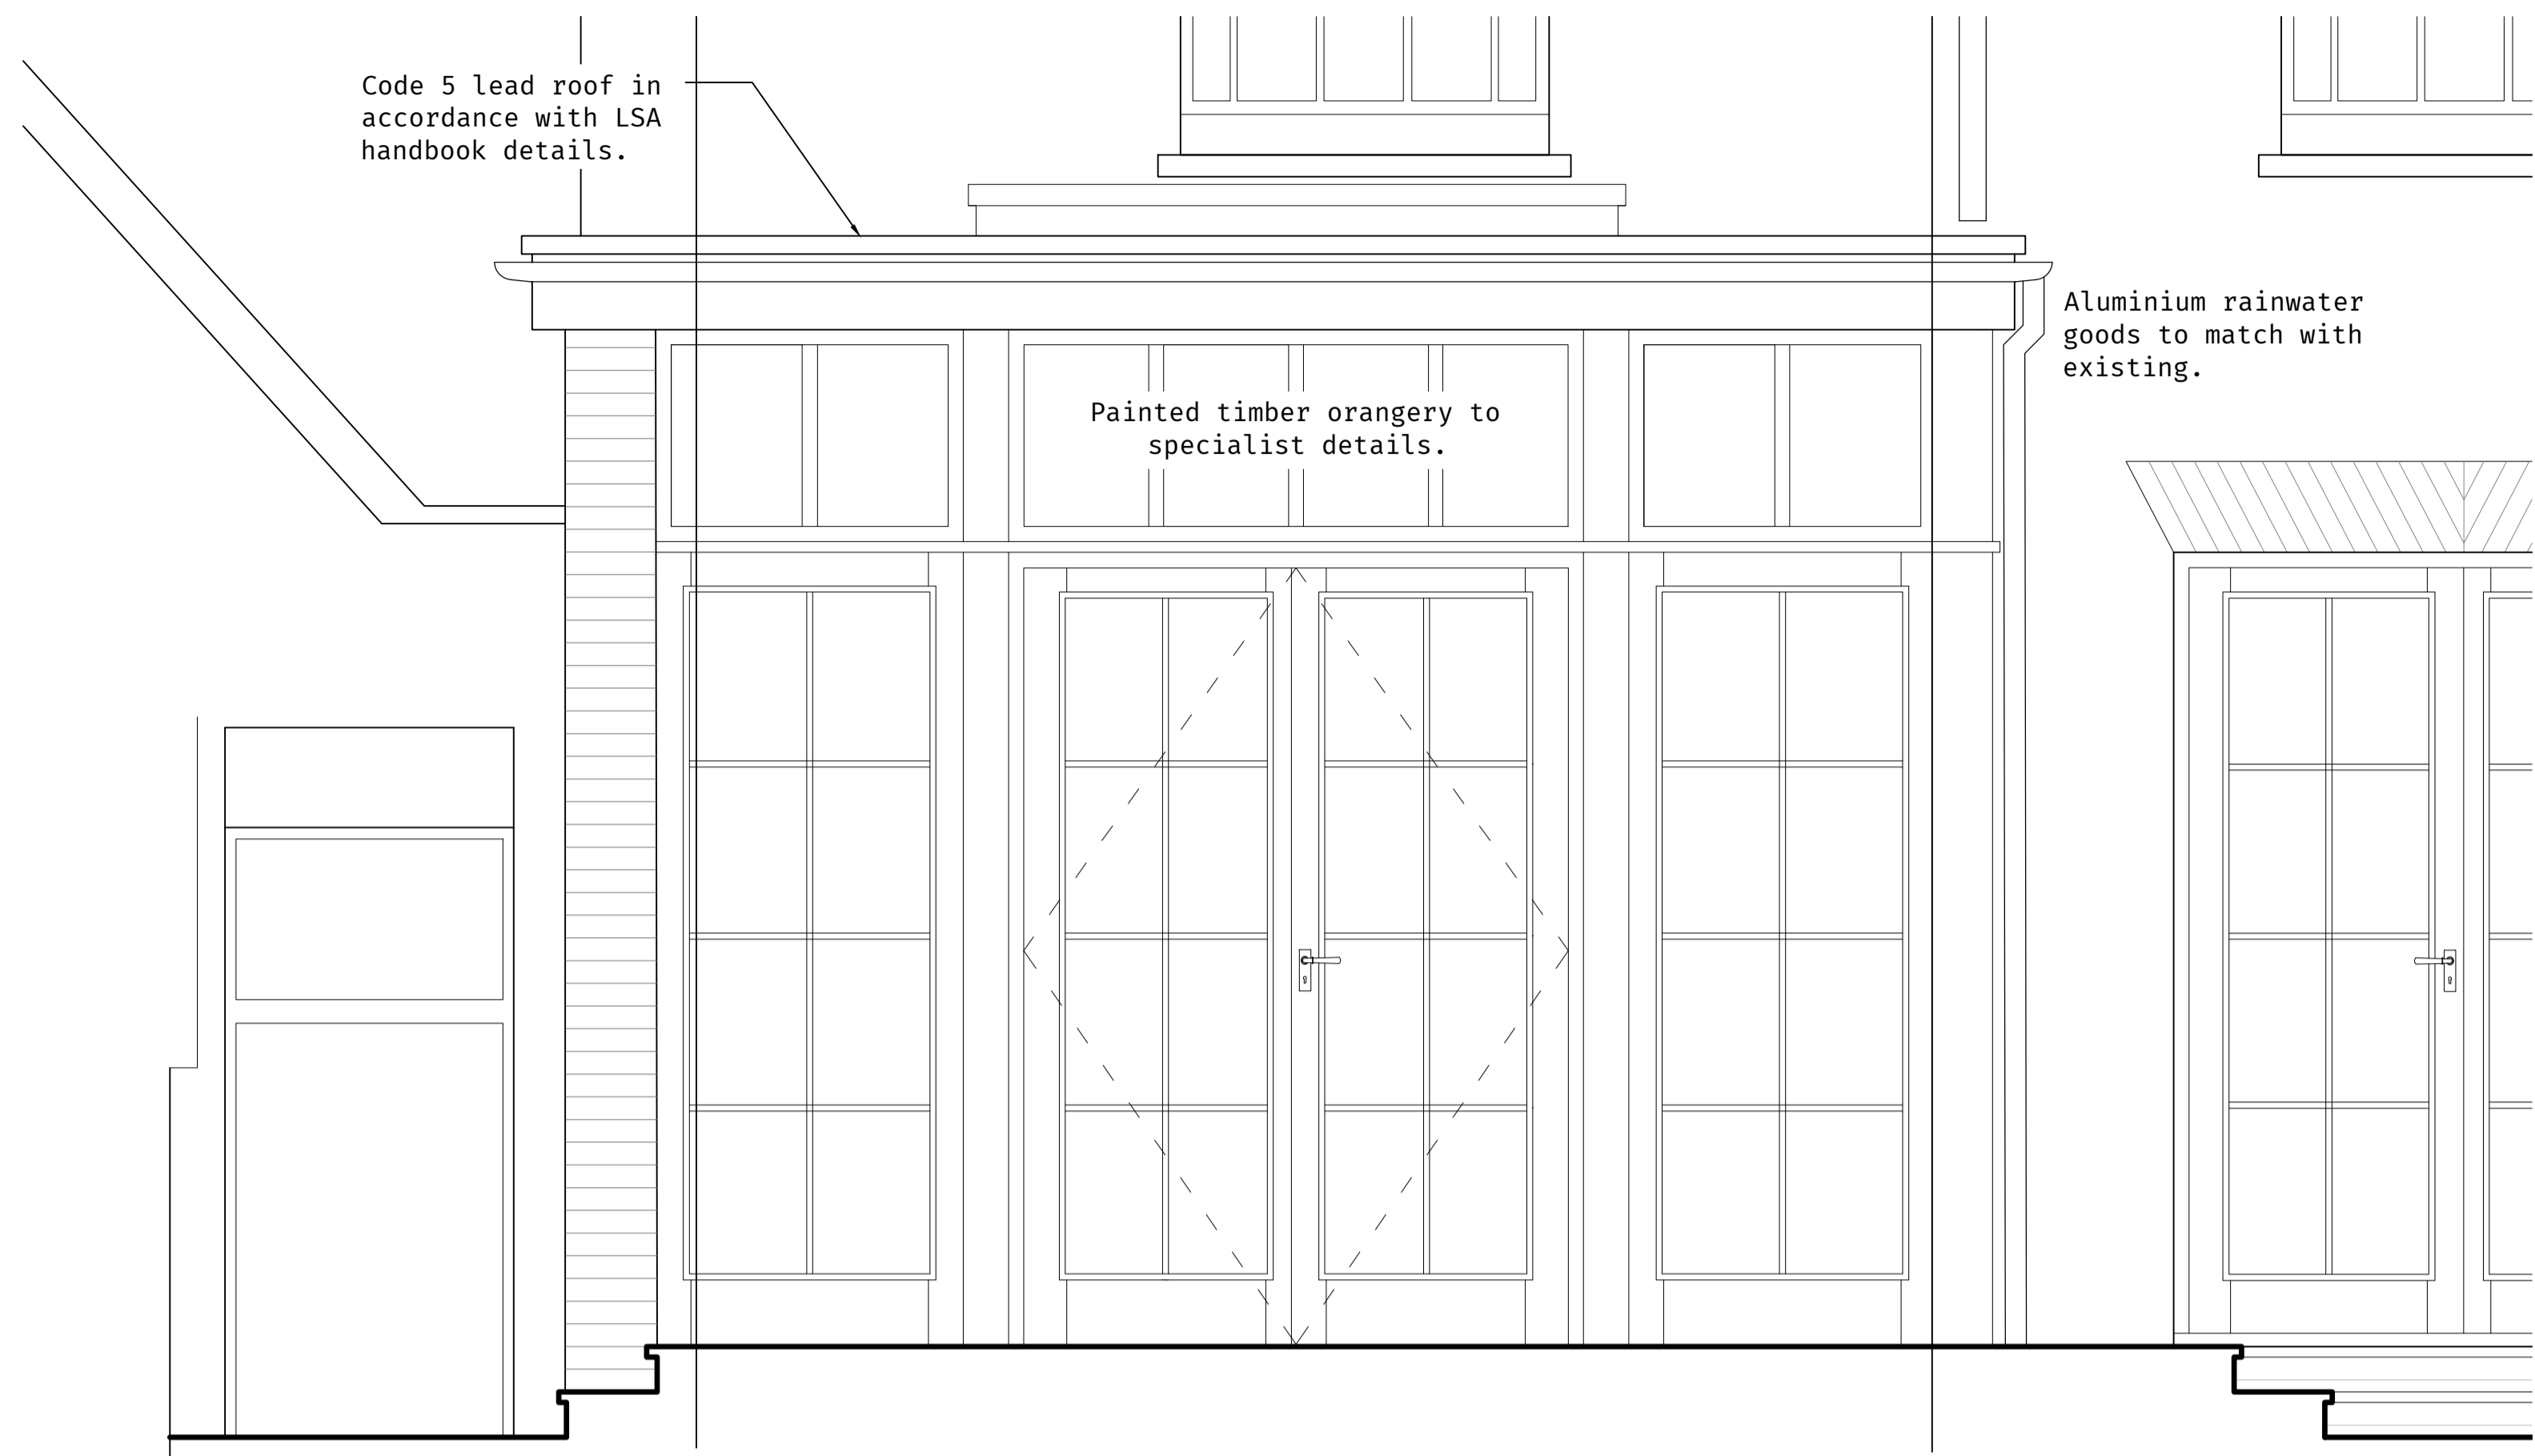 Code 5 lead roof in
accordance with LSA
handbook details.
Aluminium rainwater
goods to match with
existing.
Painted timber orangery to
specialist details.